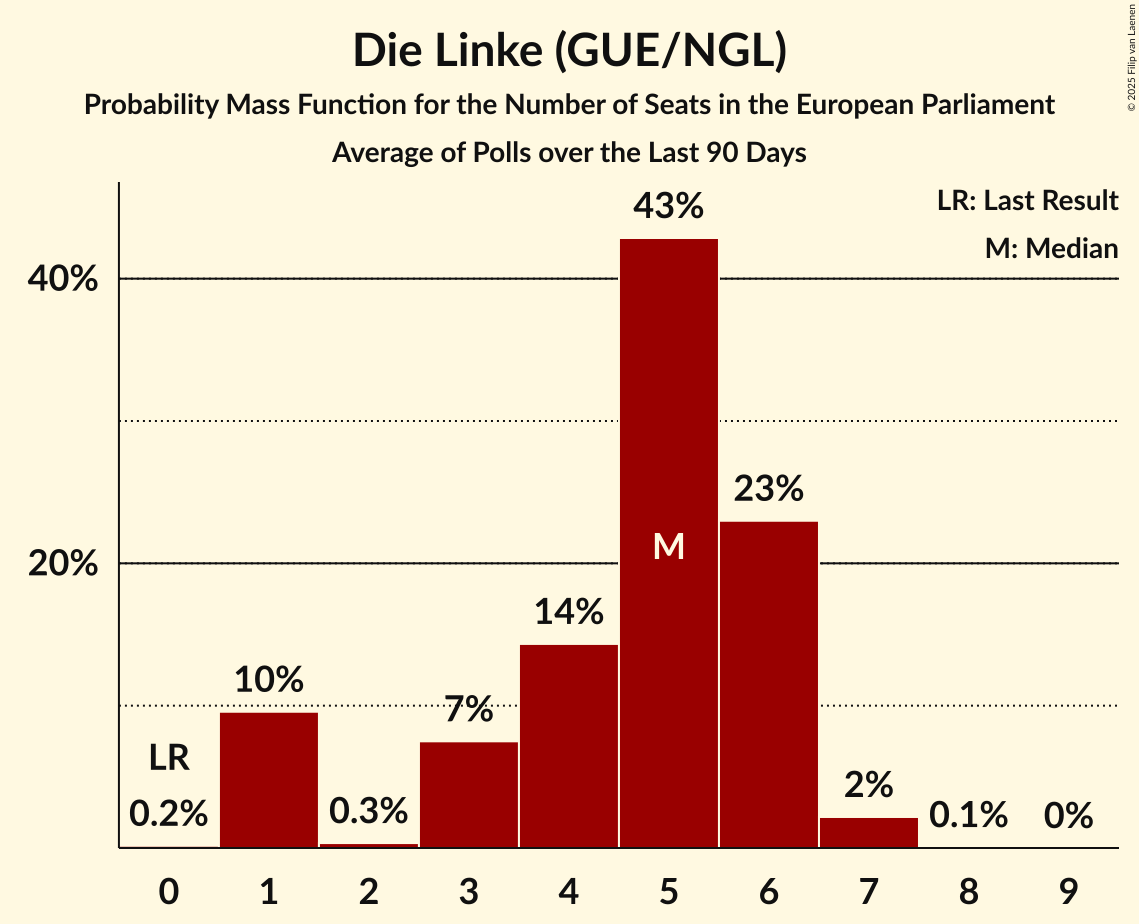 Die Linke (GUE/NGL)
Probability Mass Function for the Number of Seats in the European Parliament
Average of Polls over the Last 90 Days
© 2025 Filip van Laenen
LR: Last Result
M: Median
43%
40%
23%
M
20%
14%
10%
7%
LR
0.2%
0.3%
2%
0.1%
0%
0 1 2 3 4 5 6 7 8 9